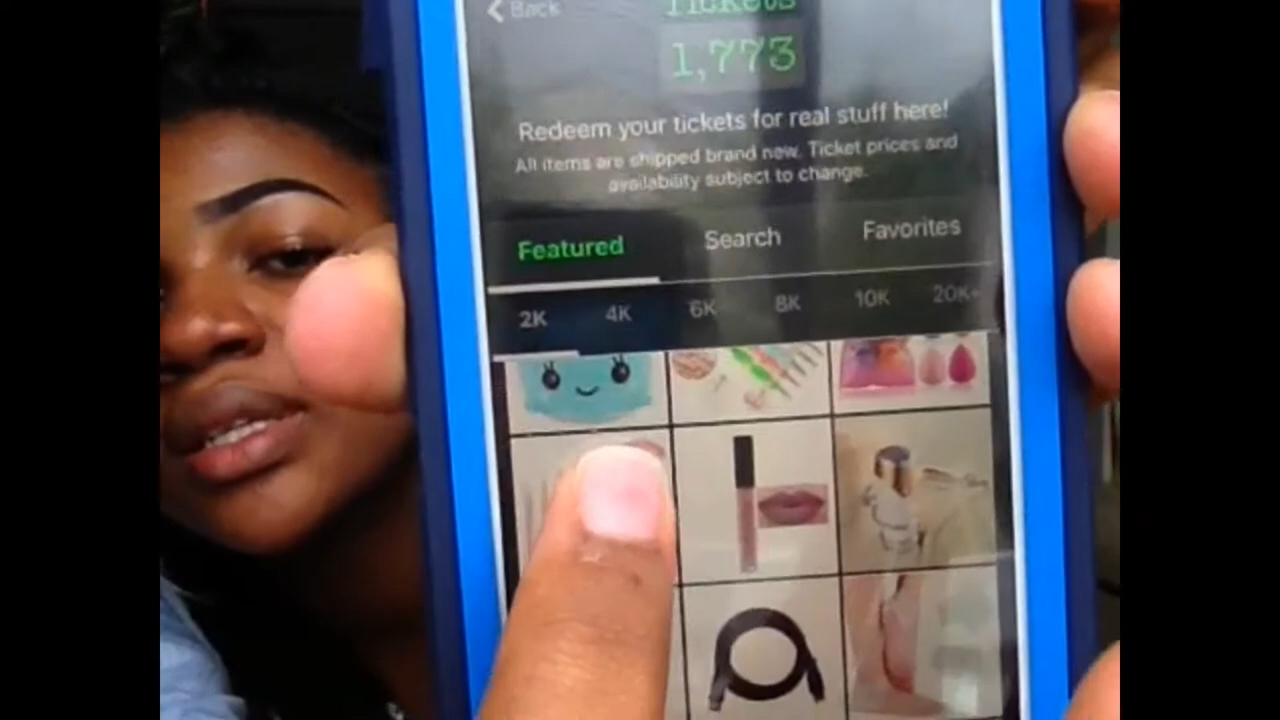 Back
Tickets
1,773
Redeem your tickets for real stuff here!
All items are shipped brand new. Ticket prices and
availability subject to change.
Featured Search Favorites
2K 4K 6K 8K 10K 20K+